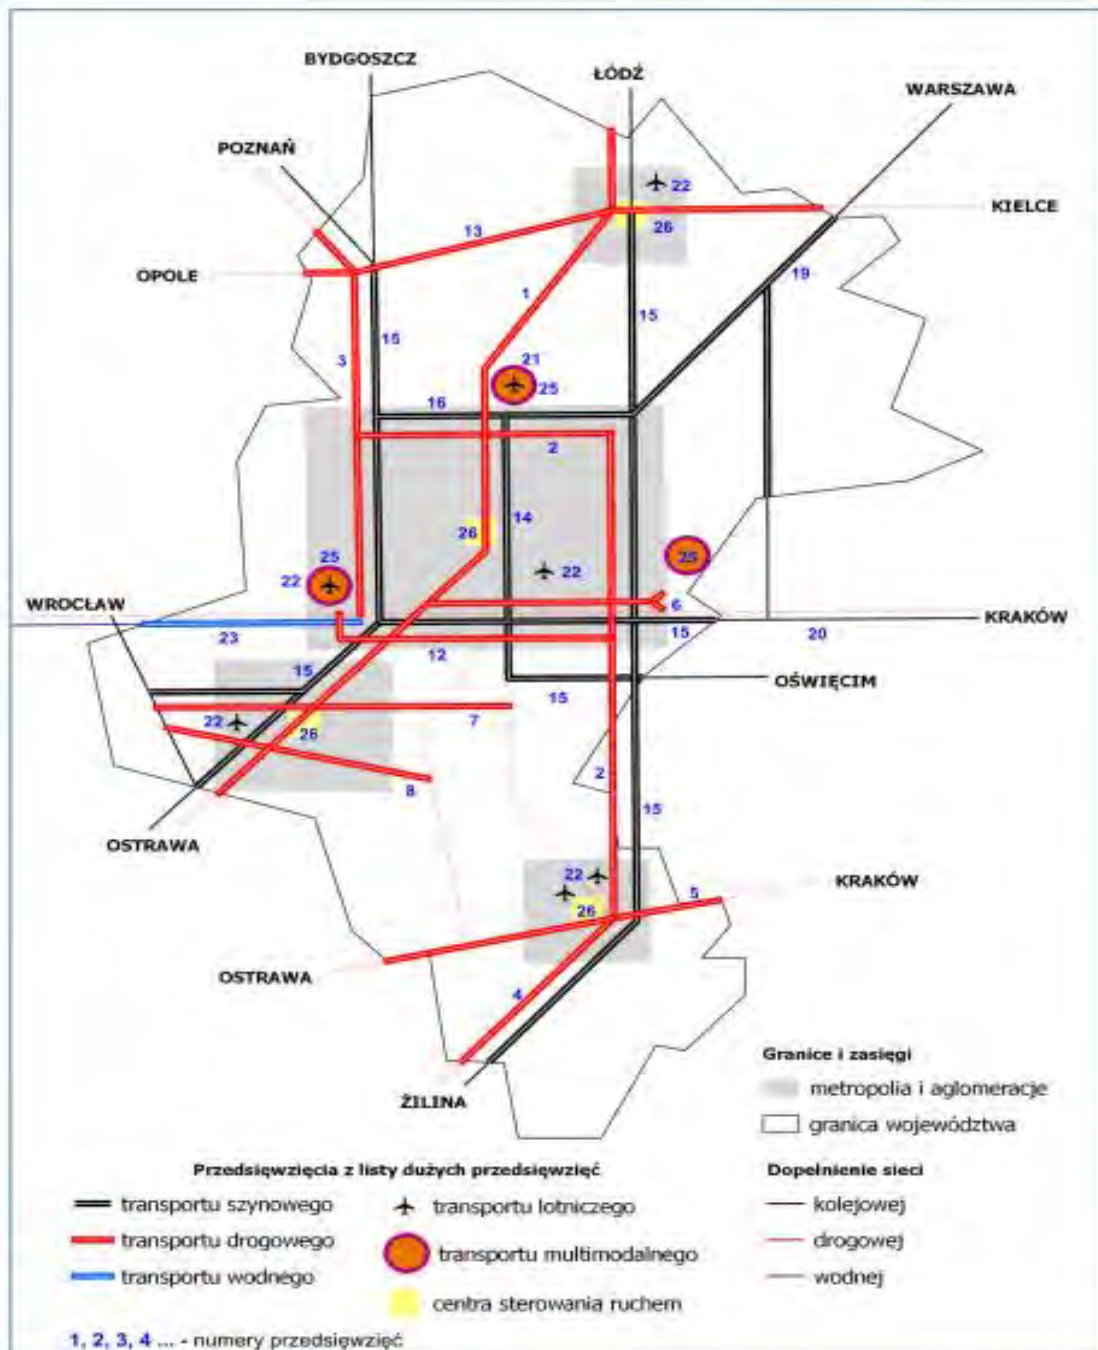 BYDGOSZCZ
ŁÓDŹ
WARSZAWA
POZNAŃ
22
KIELCE
13
26
OPOLE
19
1
15
15
3
21
25
16
2
14
26
25
25
22
22
WROCŁAW
6
KRAKÓW
23
12
15
20
15
OŚWIĘCIM
15
22
7
26
2
8
15
OSTRAWA
22
KRAKÓW
5
26
OSTRAWA
4
Granice i zasięgi
metropolia i aglomeracje
ŻILINA
granica województwa
Przedsięwzięcia z listy dużych przedsięwzięć
Dopełnienie sieci
transportu szynowego
transportu lotniczego
kolejowej
transportu drogowego
transportu multimodalnego
drogowej
transportu wodnego
wodnej
centra sterowania ruchem
1, 2, 3, 4 ... - numery przedsięwzięć